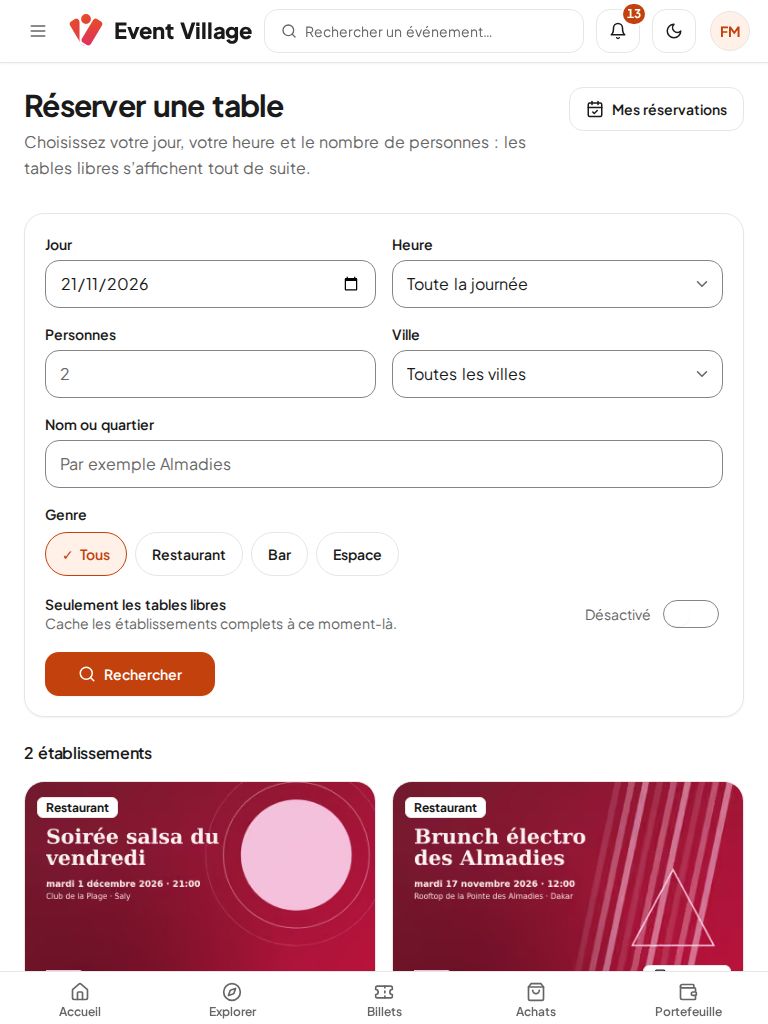 Event Village
Rechercher un événement…
13
FM
Réserver une table
Mes réservations
Choisissez votre jour, votre heure et le nombre de personnes : les
tables libres s'affichent tout de suite.
Jour
Heure
21/11/2026
Toute la journée
Personnes
Ville
2
Toutes les villes
Nom ou quartier
Par exemple Almadies
Genre
✓ Tous
Restaurant
Bar
Espace
Seulement les tables libres
Cache les établissements complets à ce moment-là.
Désactivé
Rechercher
2 établissements
Restaurant
Soirée salsa du
vendredi
mardi 1 décembre 2026 · 21:00
Club de la Plage · Saly
Restaurant
Brunch électro
des Almadies
mardi 17 novembre 2026 · 12:00
Rooftop de la Pointe des Almadies · Dakar
Accueil
Explorer
Billets
Achats
Portefeuille